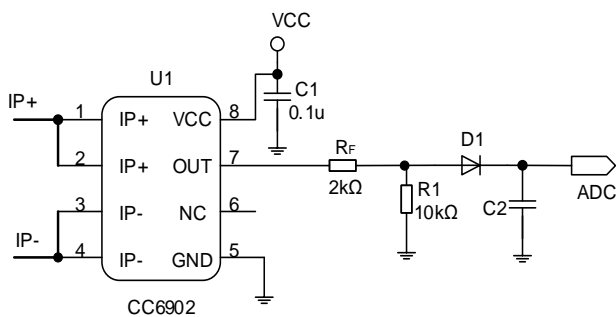 VCC
U1
C1
0.1u
IP+
1 IP+ VCC 8
2 IP+ OUT 7
RF
2kΩ
D1
R1
10kΩ
C2
ADC
3 IP- NC 6
IP-
4 IP- GND 5
CC6902